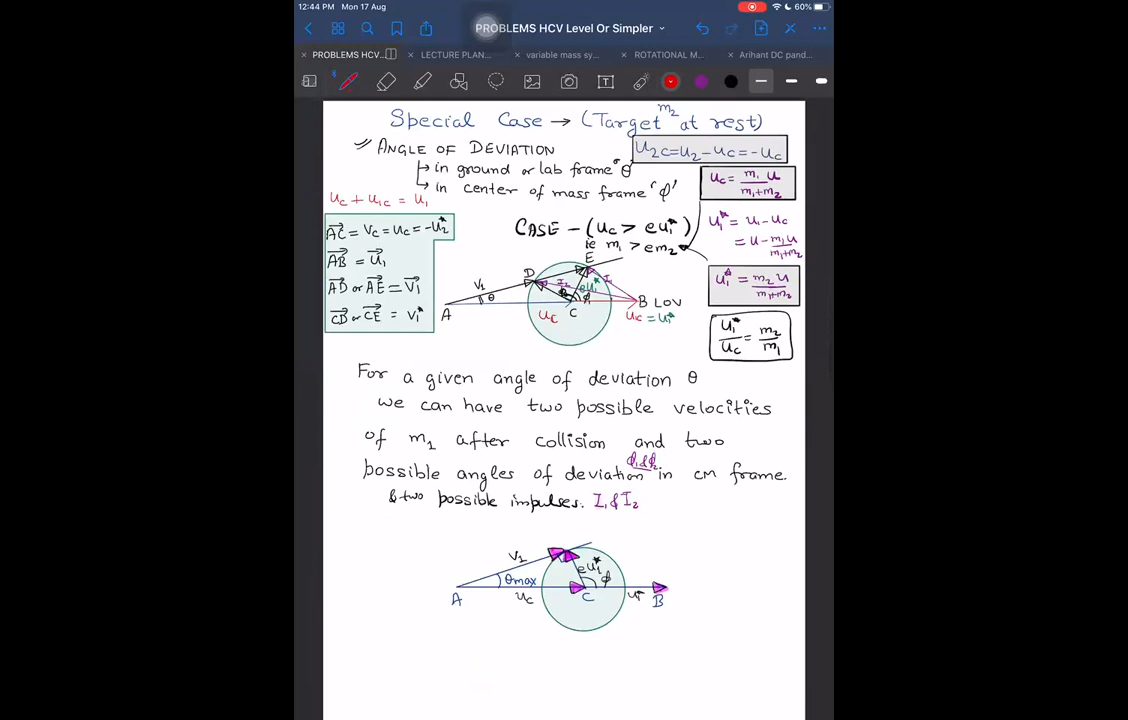 12:44 PM Mon 17 Aug
60%
PROBLEMS HCV Level Or Simpler
PROBLEMS HCV...
LECTURE PLAN...
variable mass sy...
ROTATIONAL M...
Arihant DC pand...
Special Case → (Target m₂ at rest)
ANGLE OF DEVIATION
U₂C = U₂ - UC = -UC
in ground or lab frame "θ"
in center of mass frame 'ϕ'
UC = m₁U / m₁+m₂
UC + U₁C = U₁
CASE - (UC > eU₁*)
ie m₁ > em₂
U₁* = U₁ - UC
= U - m₁U / m₁+m₂
AC = VC = UC = -U₂*
AB = U₁
AD or AE = V₁
CD or CE = V₁*
U₁* = m₂U / m₁+m₂
U₁* / UC = m₂ / m₁
E
D
I₂
I₁
V₁
θ
eU₁*
ϕ₁
A
C
B LOV
UC
UC = U₁*
For a given angle of deviation θ
we can have two possible velocities
of m₁ after collision and two
possible angles of deviation ϕ₁&ϕ₂ in CM frame.
& two possible impulses. I₁ & I₂
V₁
eU₁*
θmax
ϕ
A
UC
C
U*
B